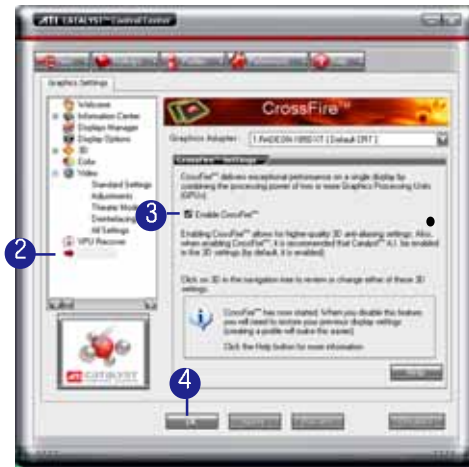 ATI CATALYST™ Control Center
Graphics Settings
Welcome
Information Center
Displays Manager
Display Options
3D
Color
Video
Standard Settings
Adjustments
Theater Mode
Deinterlacing
All Settings
VPU Recover
2
CATALYST
CrossFire™
Graphics Adapter:
CrossFire™ Settings
CrossFire™ delivers exceptional performance on a single display by
combining the processing power of two or more Graphics Processing Units
(GPUs).
3
Enable CrossFire™
Enabling CrossFire™ allows for higher-quality 3D anti-aliasing settings. Also,
when enabling CrossFire™, it is recommended that Catalyst™ A.I. be enabled
in the 3D settings (by default, it is enabled).
Click on 3D in the navigation tree to review or change either of these 3D
settings.
CrossFire™ has now started. When you disable this feature,
you will need to restore your previous display settings
(creating a profile will make this easier).
Click the Help button for more information.
4